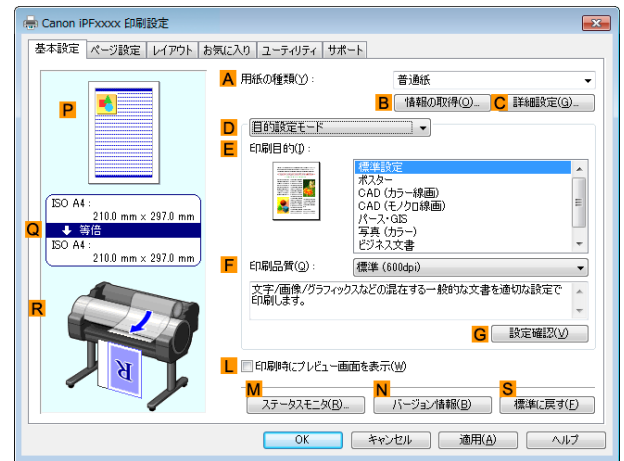 Canon iPFxxxx 印刷設定
基本設定 ページ設定 レイアウト お気に入り ユーティリティ サポート
A 用紙の種類(Y): 普通紙
B 情報の取得(O)... C 詳細設定(G)...
P
D 目的設定モード
E 印刷目的(I):
標準設定
ポスター
CAD (カラー線画)
CAD (モノクロ線画)
パース・GIS
写真 (カラー)
ビジネス文書
ISO A4 :
210.0 mm x 297.0 mm
Q 等倍
ISO A4 :
210.0 mm x 297.0 mm
F 印刷品質(Q): 標準 (600dpi)
文字/画像/グラフィックスなどの混在する一般的な文書を適切な設定で
印刷します。
R
G 設定確認(V)
R
L 印刷時にプレビュー画面を表示(W)
M N S
ステータスモニタ(R)... バージョン情報(B) 標準に戻す(F)
OK キャンセル 適用(A) ヘルプ